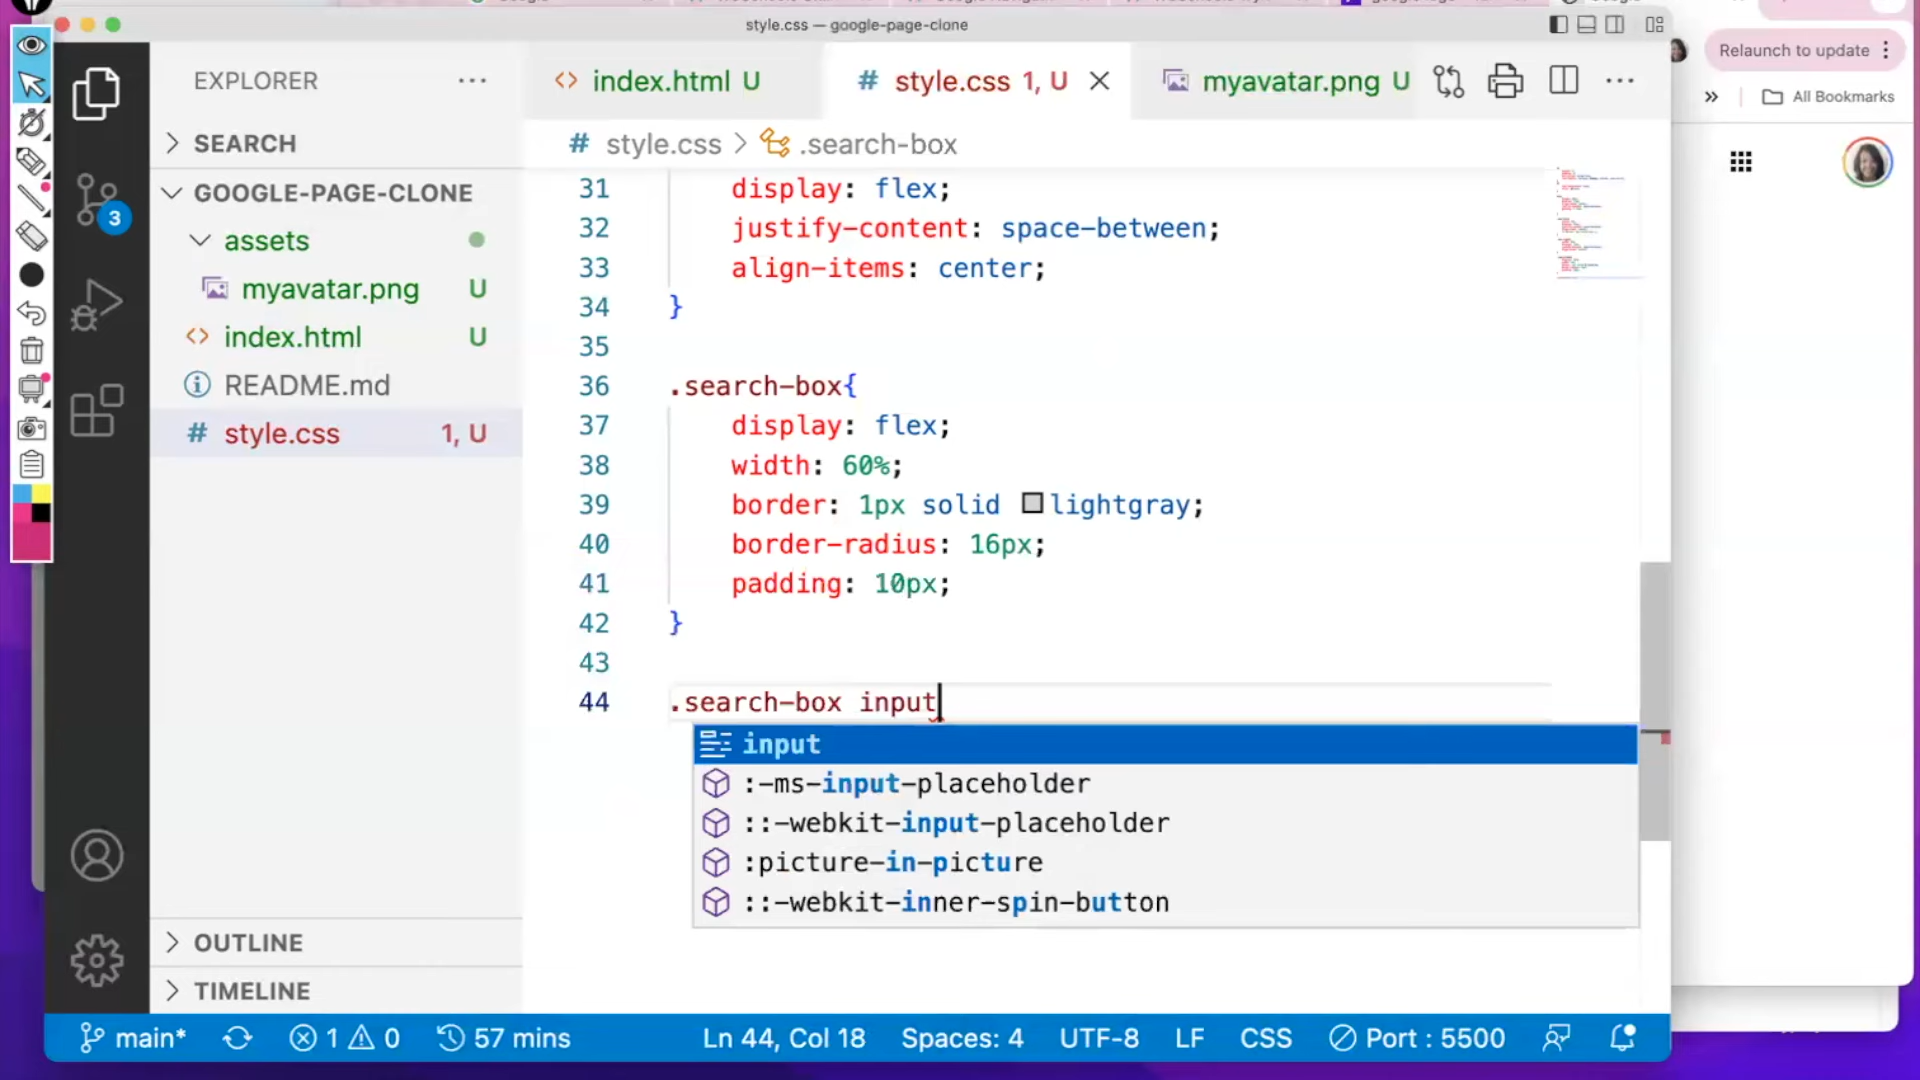 style.css — google-page-clone
Relaunch to update
EXPLORER
index.html U
style.css 1, U
myavatar.png U
All Bookmarks
SEARCH
style.css > .search-box
GOOGLE-PAGE-CLONE
assets
myavatar.png U
index.html U
README.md
style.css 1, U
31 display: flex;
32 justify-content: space-between;
33 align-items: center;
34 }
35
36 .search-box{
37 display: flex;
38 width: 60%;
39 border: 1px solid lightgray;
40 border-radius: 16px;
41 padding: 10px;
42 }
43
44 .search-box input
input
:-ms-input-placeholder
::-webkit-input-placeholder
:picture-in-picture
::-webkit-inner-spin-button
3
OUTLINE
TIMELINE
main* 1 0 57 mins Ln 44, Col 18 Spaces: 4 UTF-8 LF CSS Port : 5500